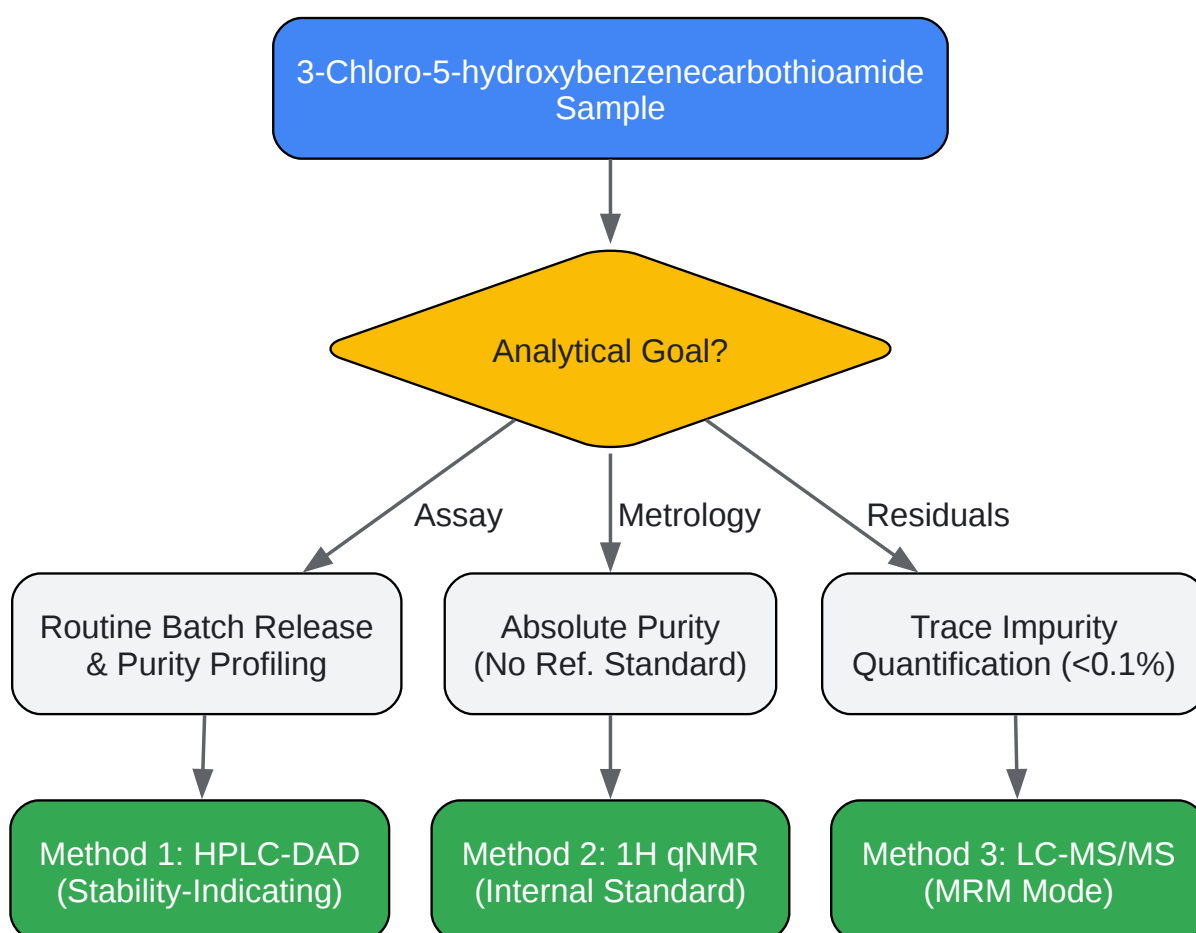 3-Chloro-5-hydroxybenzenecarbothioamide
Sample
Analytical Goal?
Assay
Metrology
Residuals
Routine Batch Release
& Purity Profiling
Absolute Purity
(No Ref. Standard)
Trace Impurity
Quantification (<0.1%)
Method 1: HPLC-DAD
(Stability-Indicating)
Method 2: 1H qNMR
(Internal Standard)
Method 3: LC-MS/MS
(MRM Mode)